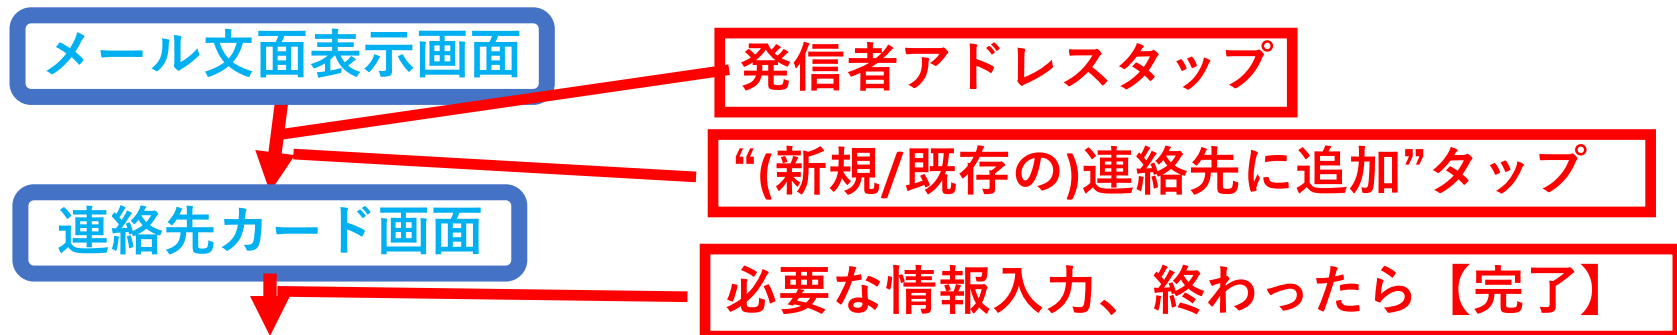 メール文面表示画面
発信者アドレスタップ
“(新規/既存の)連絡先に追加”タップ
連絡先カード画面
必要な情報入力、終わったら【完了】